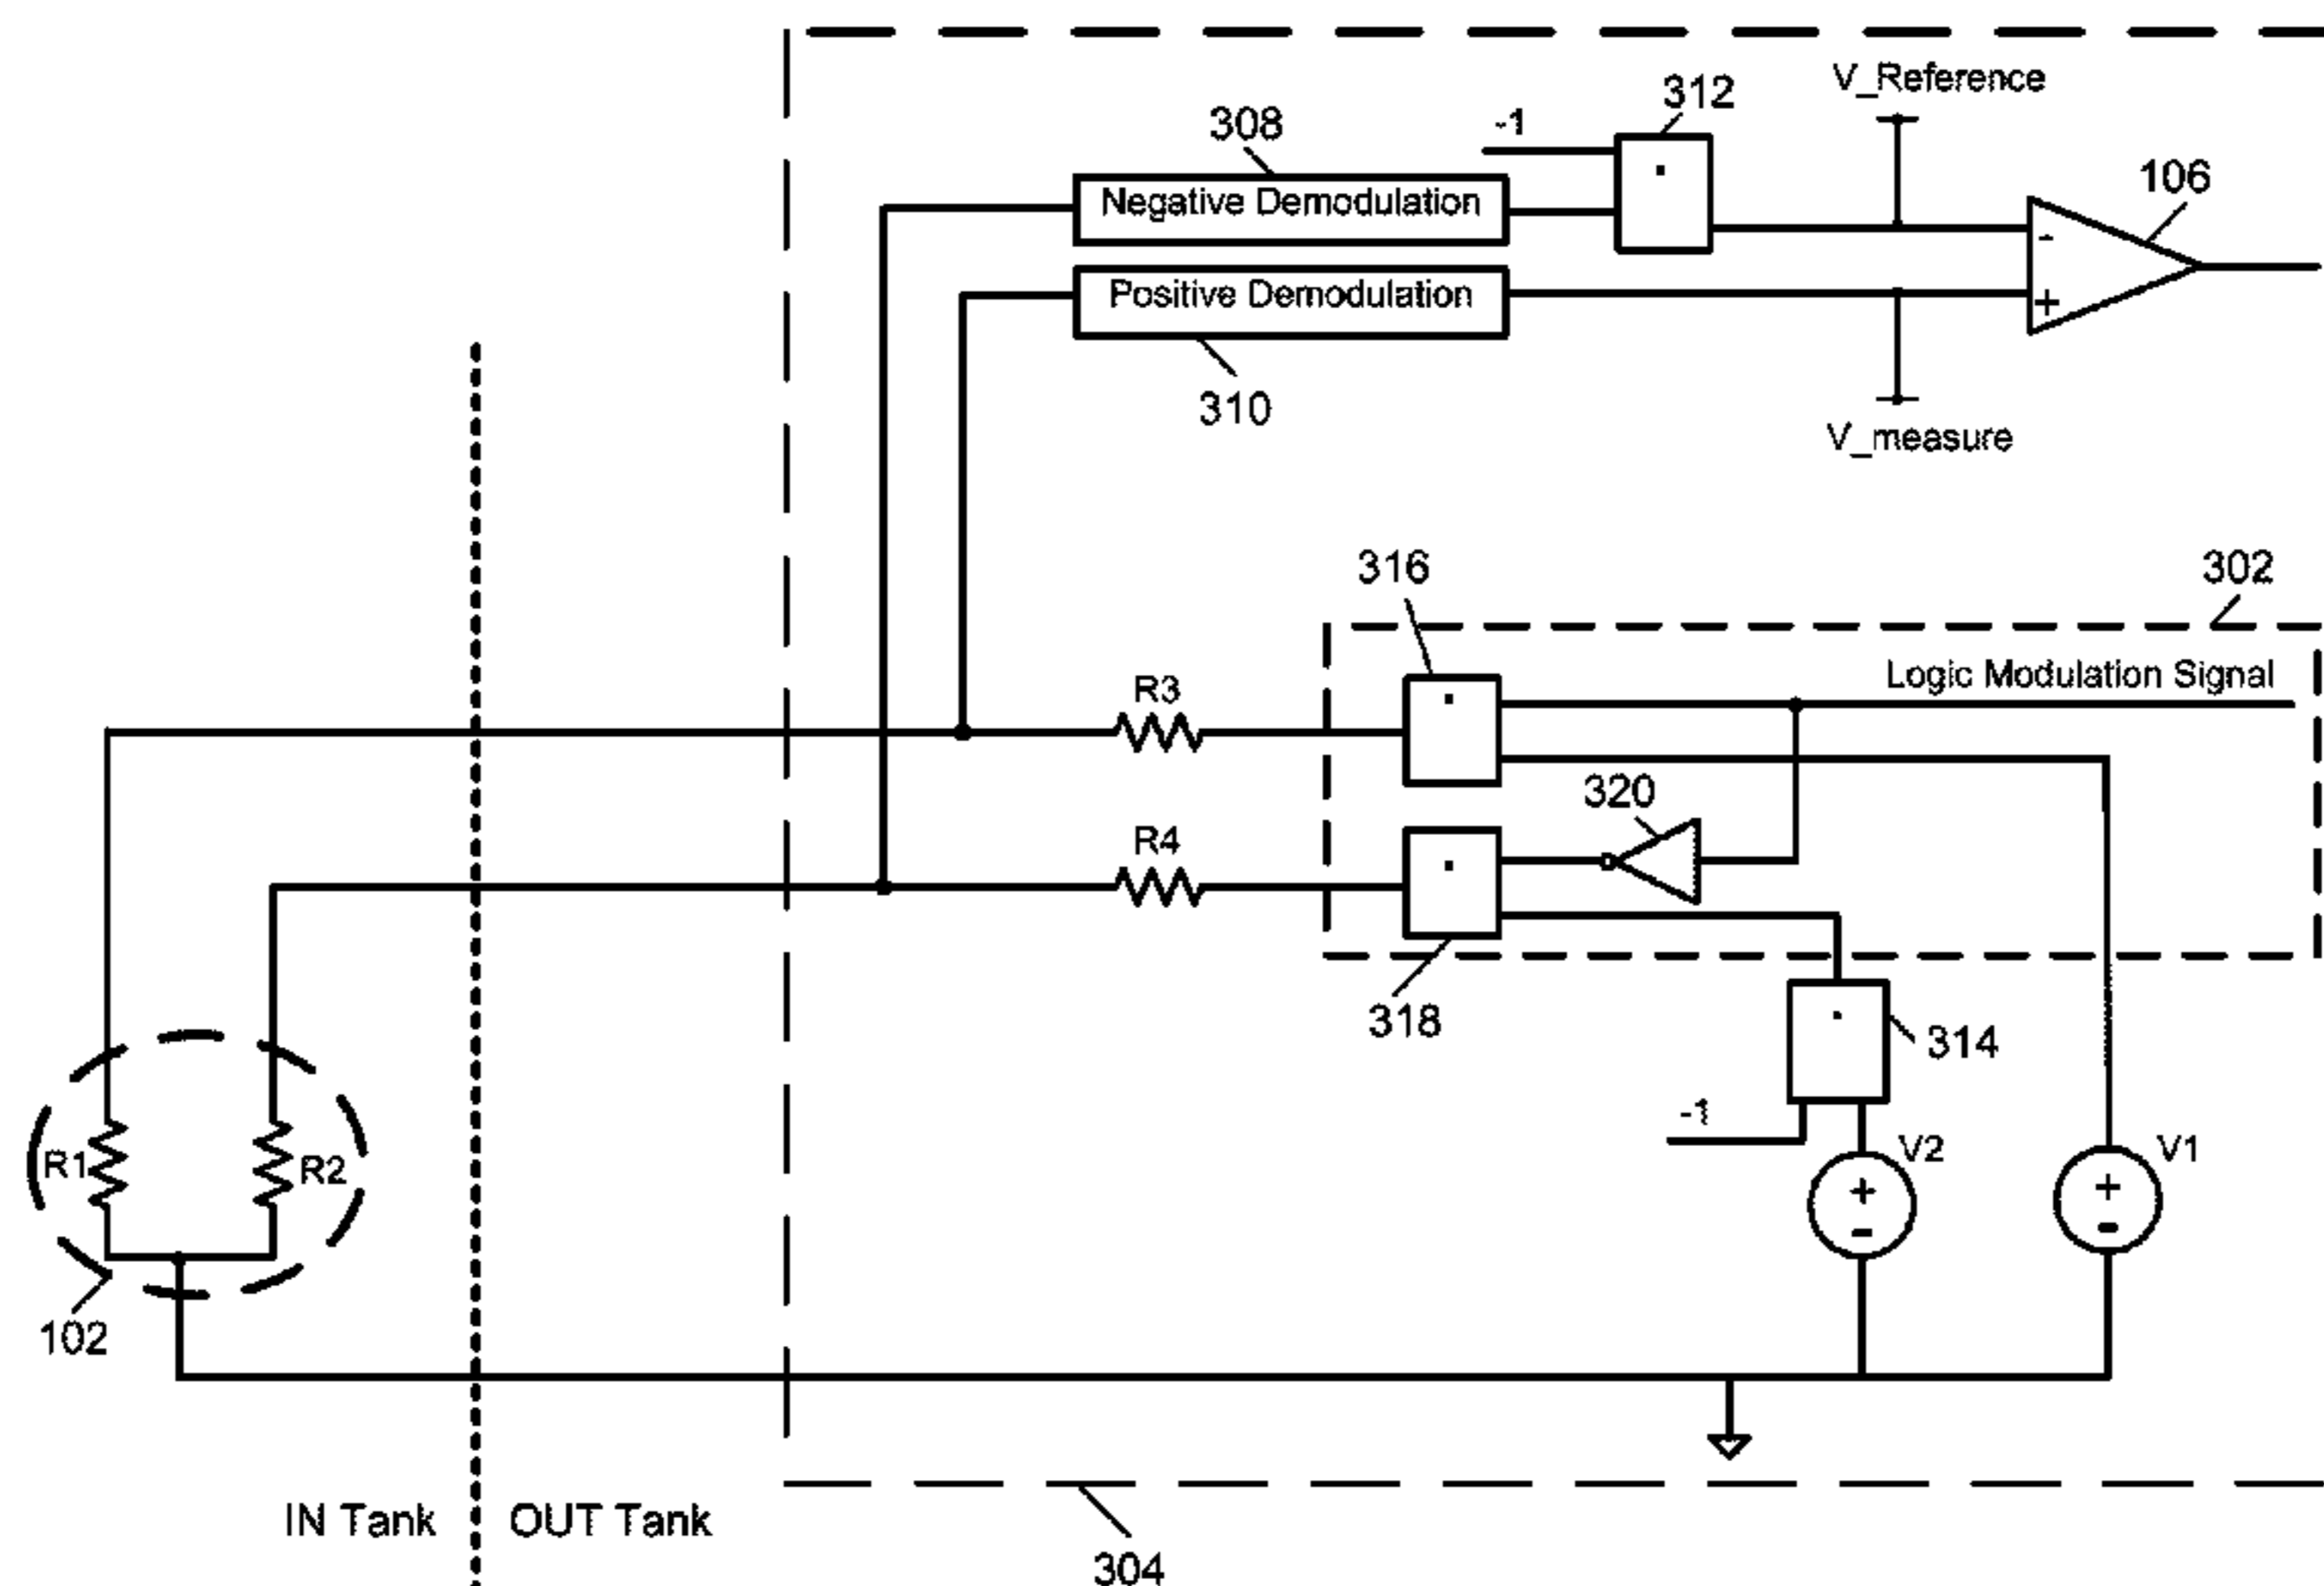 V_Reference
312
308
-1
106
Negative Demodulation
-
Positive Demodulation
+
310
V_measure
316
302
Logic Modulation Signal
R3
320
R4
318
314
-1
V2
V1
R1
R2
+
-
+
-
102
IN Tank
OUT Tank
304